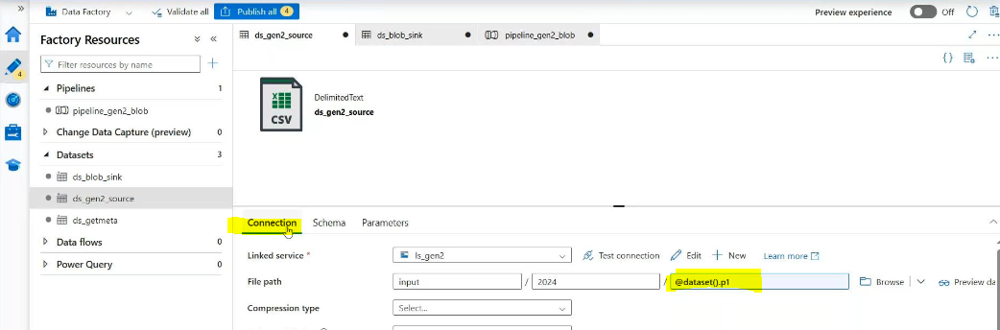 » Data Factory Validate all Publish all 4 Preview experience Off
Factory Resources
ds_gen2_source ds_blob_sink pipeline_gen2_blob
Filter resources by name
4
Pipelines 1
pipeline_gen2_blob
Change Data Capture (preview) 0
Datasets 3
ds_blob_sink
ds_gen2_source
ds_getmeta
Data flows 0
Power Query 0
X
CSV
DelimitedText
ds_gen2_source
Connection Schema Parameters
Linked service * ls_gen2 Test connection Edit New Learn more
File path input / 2024 / @dataset().p1 Browse Preview da
Compression type Select...